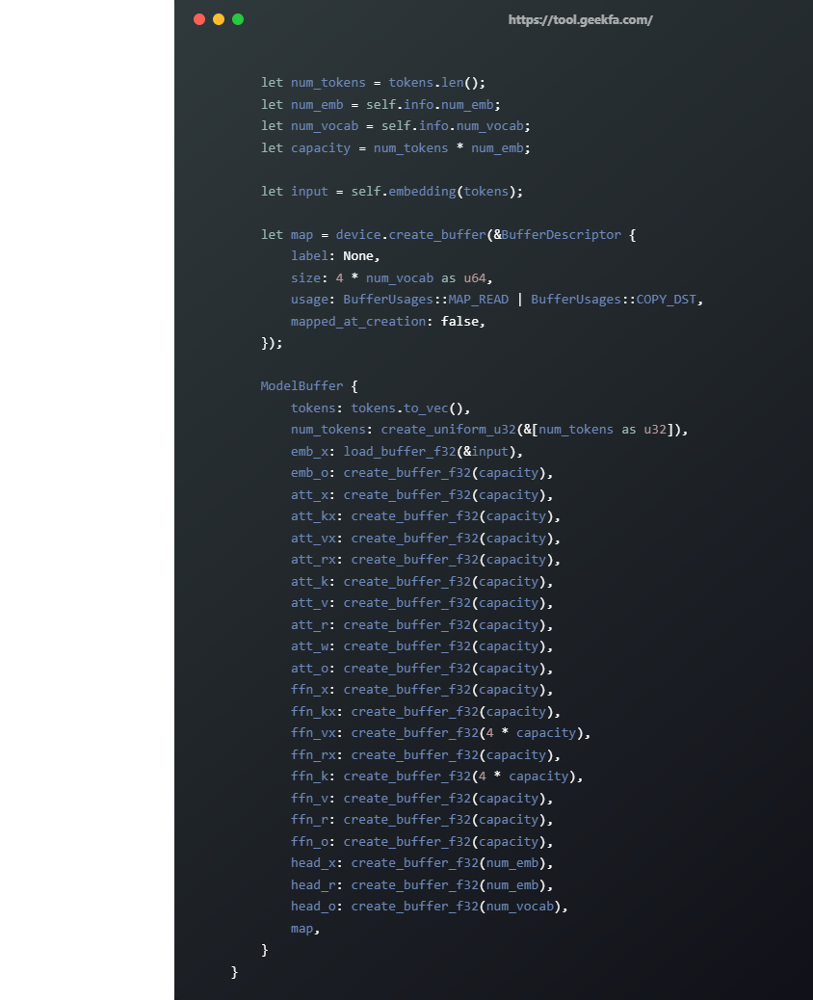 https://tool.geekfa.com/
let num_tokens = tokens.len();
let num_emb = self.info.num_emb;
let num_vocab = self.info.num_vocab;
let capacity = num_tokens * num_emb;
let input = self.embedding(tokens);
let map = device.create_buffer(&BufferDescriptor {
label: None,
size: 4 * num_vocab as u64,
usage: BufferUsages::MAP_READ | BufferUsages::COPY_DST,
mapped_at_creation: false,
});
ModelBuffer {
tokens: tokens.to_vec(),
num_tokens: create_uniform_u32(&[num_tokens as u32]),
emb_x: load_buffer_f32(&input),
emb_o: create_buffer_f32(capacity),
att_x: create_buffer_f32(capacity),
att_kx: create_buffer_f32(capacity),
att_vx: create_buffer_f32(capacity),
att_rx: create_buffer_f32(capacity),
att_k: create_buffer_f32(capacity),
att_v: create_buffer_f32(capacity),
att_r: create_buffer_f32(capacity),
att_w: create_buffer_f32(capacity),
att_o: create_buffer_f32(capacity),
ffn_x: create_buffer_f32(capacity),
ffn_kx: create_buffer_f32(capacity),
ffn_vx: create_buffer_f32(4 * capacity),
ffn_rx: create_buffer_f32(capacity),
ffn_k: create_buffer_f32(4 * capacity),
ffn_v: create_buffer_f32(capacity),
ffn_r: create_buffer_f32(capacity),
ffn_o: create_buffer_f32(capacity),
head_x: create_buffer_f32(num_emb),
head_r: create_buffer_f32(num_emb),
head_o: create_buffer_f32(num_vocab),
map,
}
}